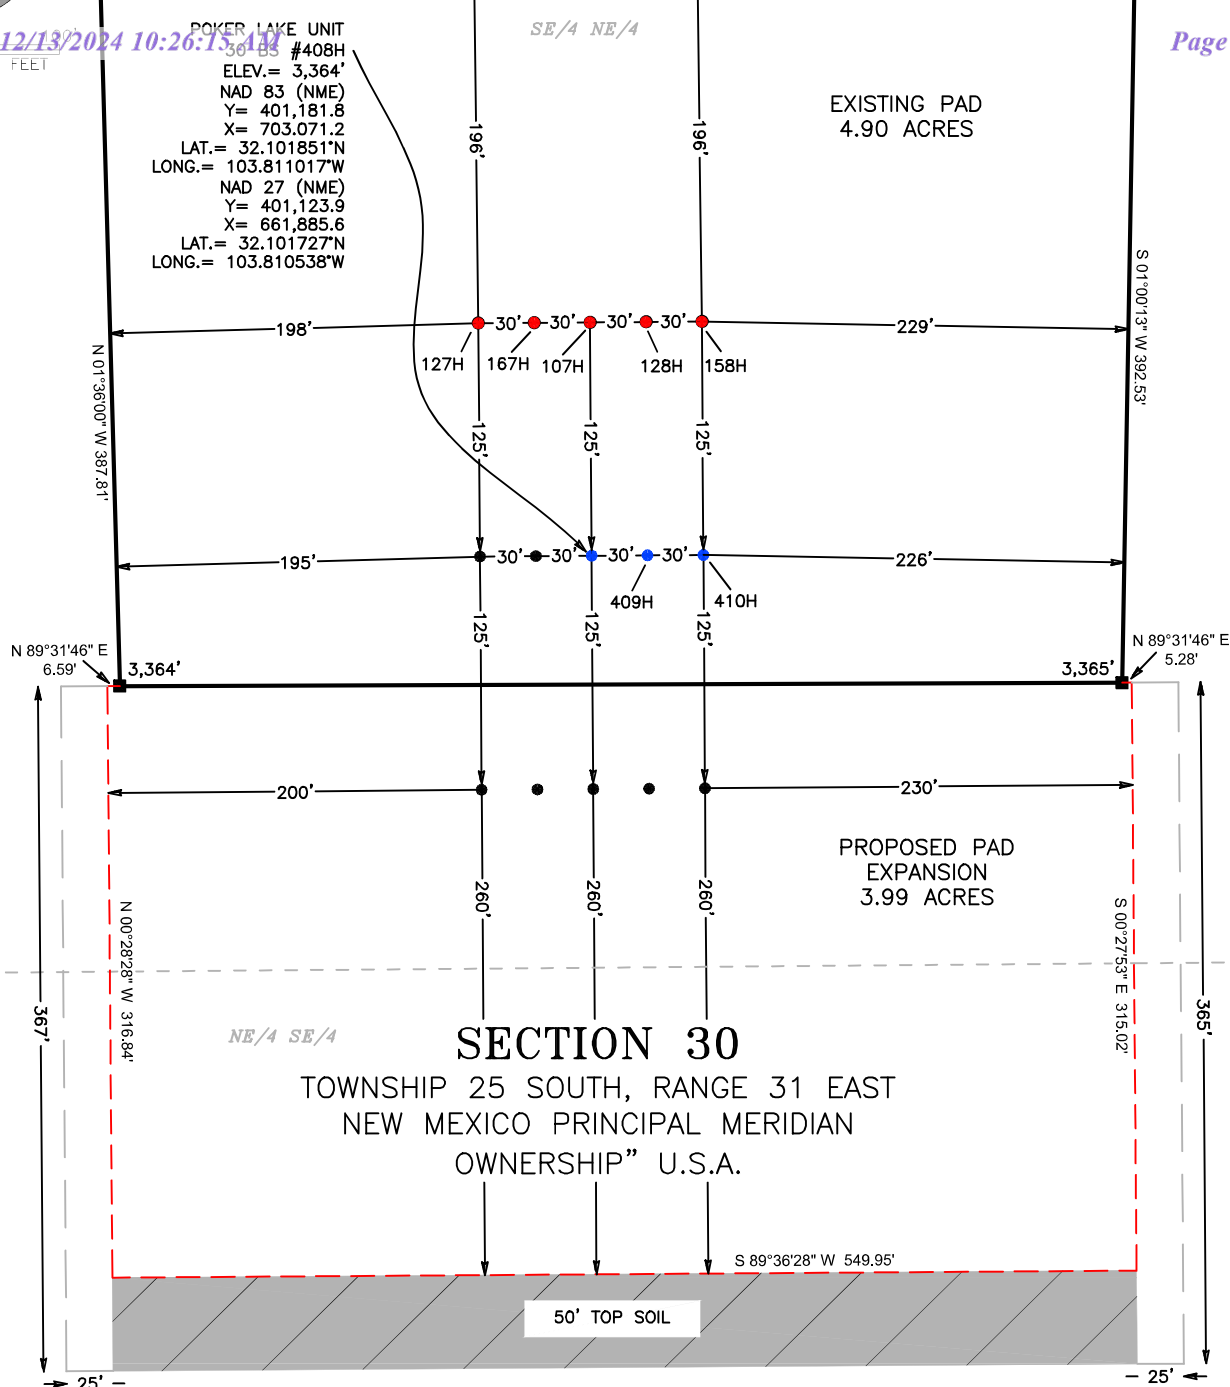 12/13/2024 10:26:15 AM
Page
100'
FEET
POKER LAKE UNIT
30 BS #408H
ELEV.= 3,364'
NAD 83 (NME)
Y= 401,181.8
X= 703.071.2
LAT.= 32.101851°N
LONG.= 103.811017°W
NAD 27 (NME)
Y= 401,123.9
X= 661,885.6
LAT.= 32.101727°N
LONG.= 103.810538°W
SE/4 NE/4
EXISTING PAD
4.90 ACRES
196'
196'
198'
30'
30'
30'
30'
229'
127H
167H
107H
128H
158H
N 01°36'00" W 387.81'
S 01°00'13" W 392.53'
125'
125'
125'
195'
30'
30'
30'
30'
226'
409H
410H
125'
125'
125'
N 89°31'46" E
6.59'
3,364'
3,365'
N 89°31'46" E
5.28'
200'
230'
PROPOSED PAD
EXPANSION
3.99 ACRES
260'
260'
260'
N 00°28'28" W 316.84'
S 00°27'53" E 315.02'
367'
365'
NE/4 SE/4
SECTION 30
TOWNSHIP 25 SOUTH, RANGE 31 EAST
NEW MEXICO PRINCIPAL MERIDIAN
OWNERSHIP" U.S.A.
S 89°36'28" W 549.95'
50' TOP SOIL
25'
25'